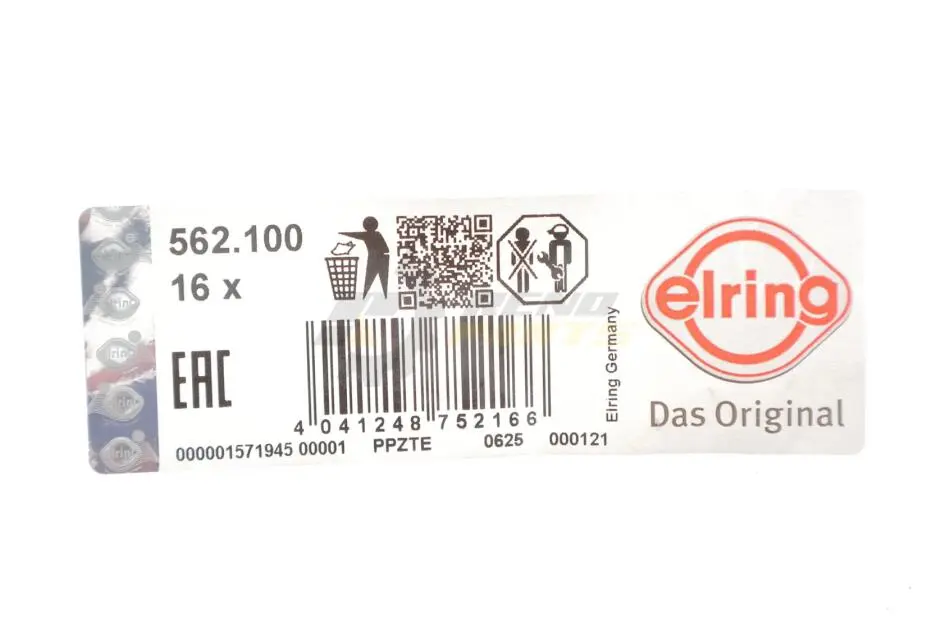 562.100
16 x
EAC
4 041248 752166
000001571945 00001 PPZTE 0625 000121
Elring Germany
elring
Das Original